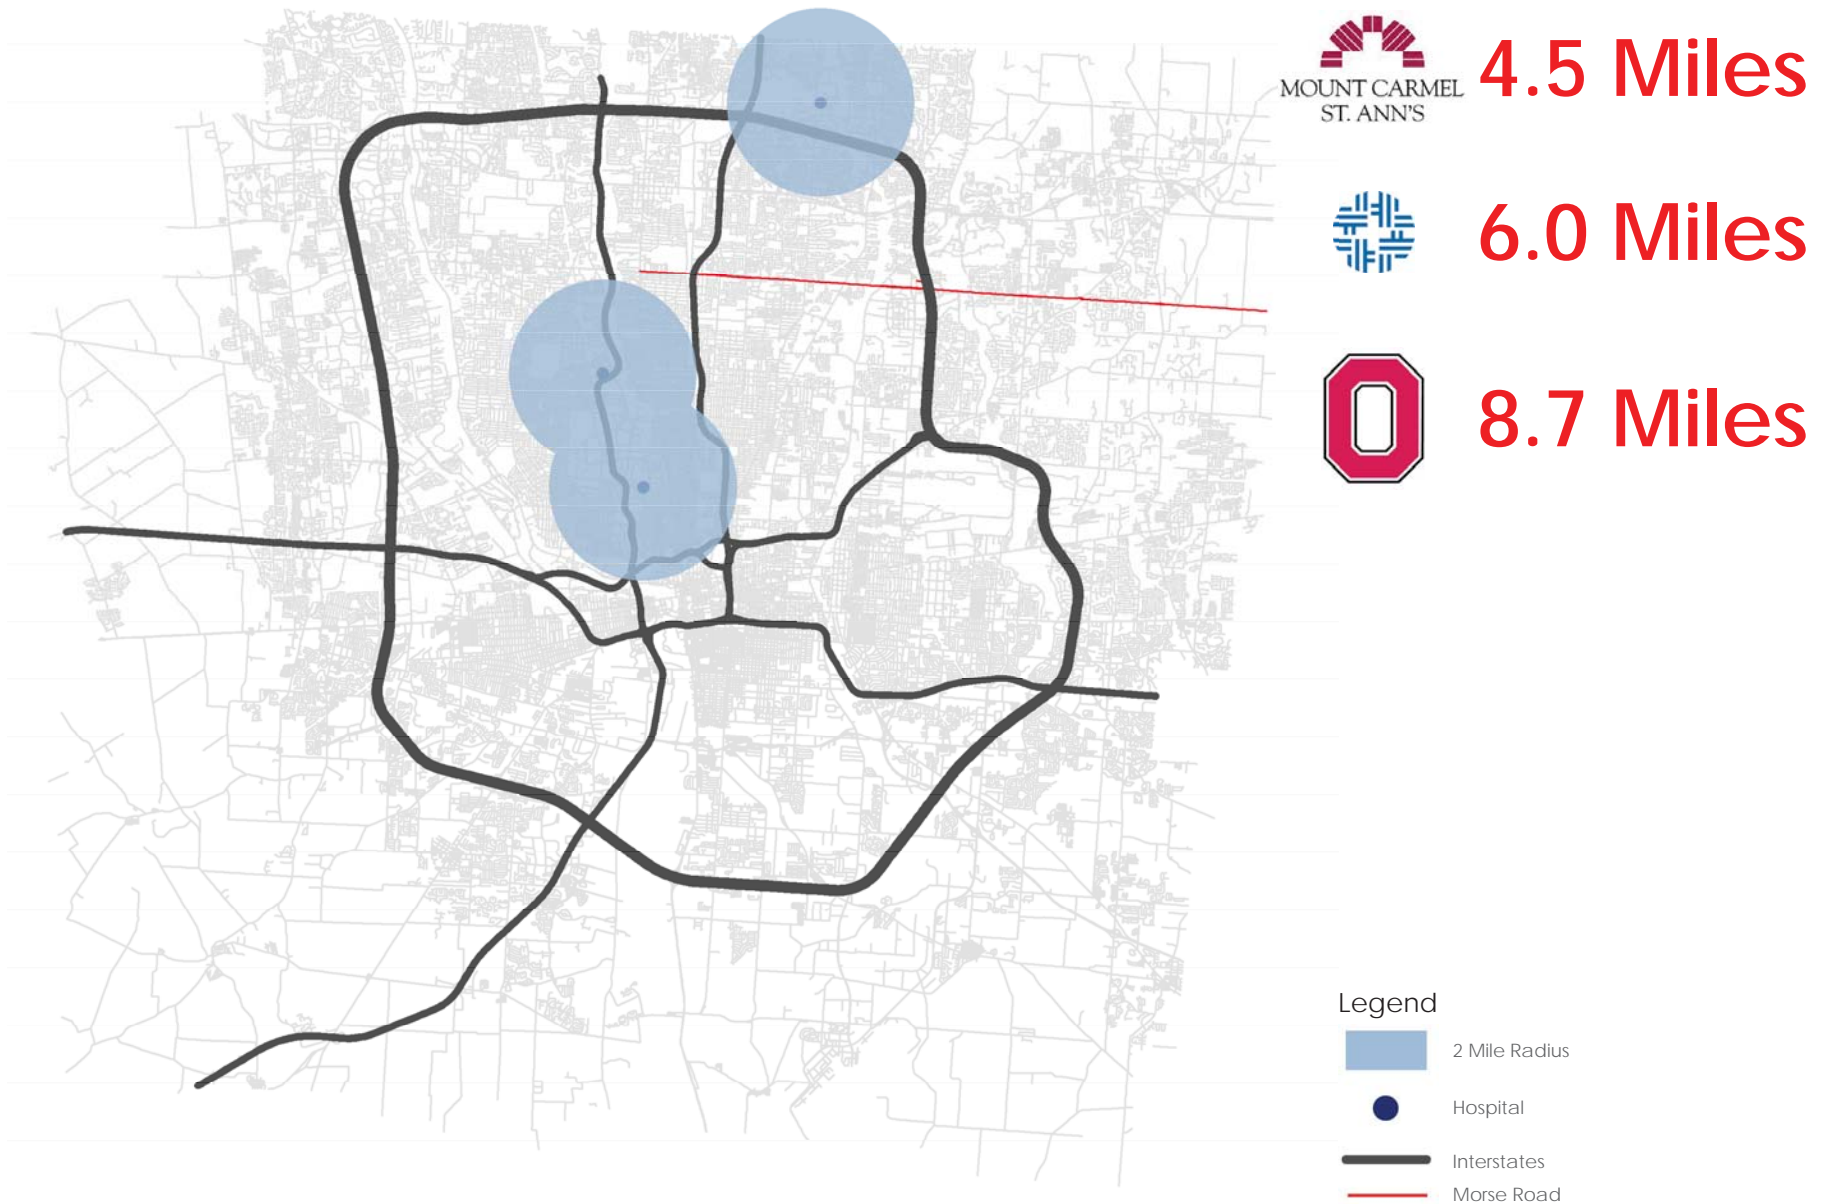 MOUNT CARMEL
ST. ANN'S
4.5 Miles
6.0 Miles
8.7 Miles
Legend
2 Mile Radius
Hospital
Interstates
Morse Road